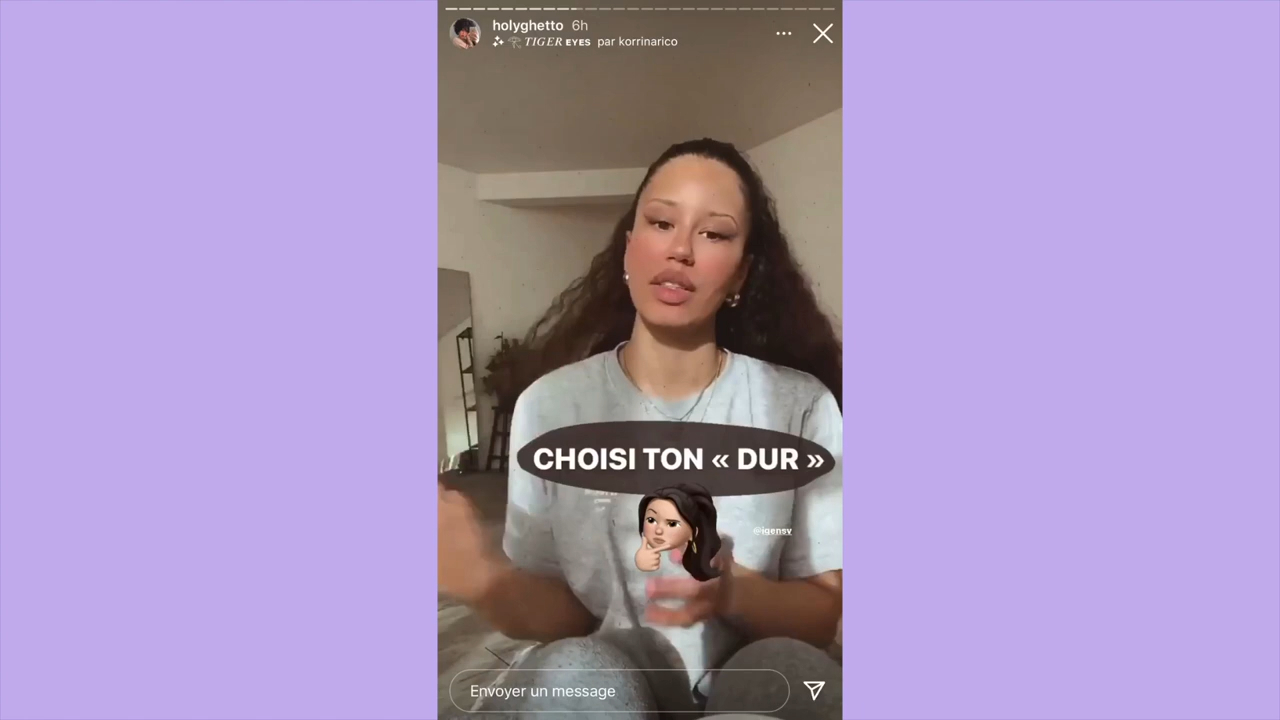 holyghetto 6h
TIGER EYES par korrinarico
CHOISI TON « DUR »
@igensv
Envoyer un message